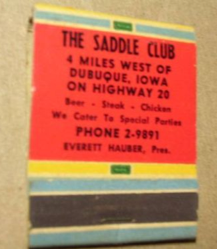 THE SADDLE CLUB
4 MILES WEST OF
DUBUQUE, IOWA
ON HIGHWAY 20
Beer - Steak - Chicken
We Cater To Special Parties
PHONE 2-9891
EVERETT HAUBER, Pres.